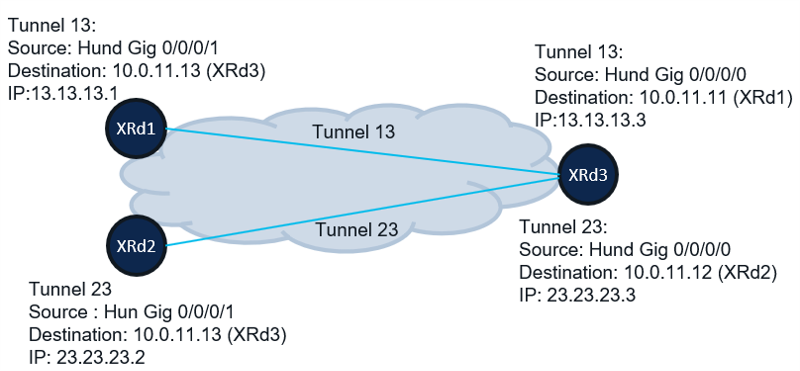 Tunnel 13:
Source: Hund Gig 0/0/0/1
Destination: 10.0.11.13 (XRd3)
IP:13.13.13.1
XRd1
Tunnel 13
Tunnel 13:
Source: Hund Gig 0/0/0/0
Destination: 10.0.11.11 (XRd1)
IP:13.13.13.3
XRd3
XRd2
Tunnel 23
Tunnel 23:
Source: Hund Gig 0/0/0/0
Destination: 10.0.11.12 (XRd2)
IP: 23.23.23.3
Tunnel 23
Source : Hun Gig 0/0/0/1
Destination: 10.0.11.13 (XRd3)
IP: 23.23.23.2